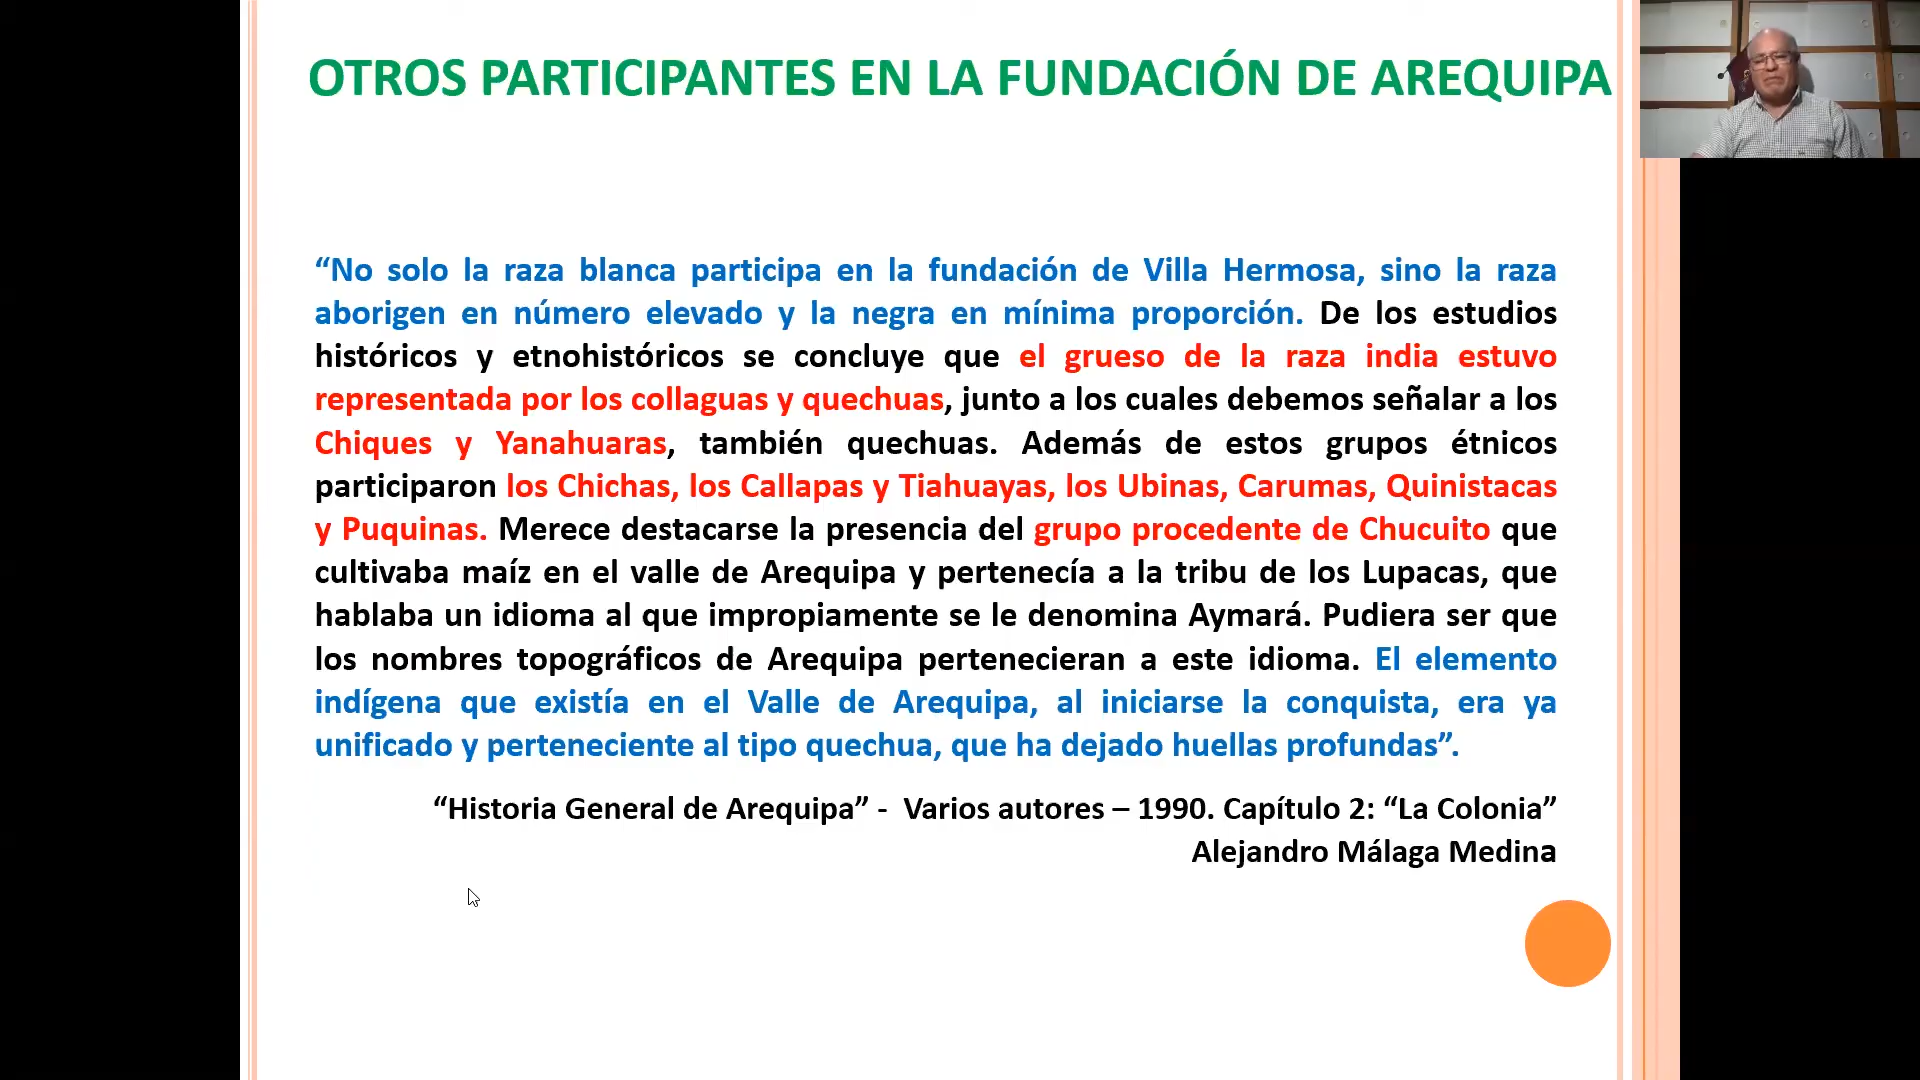 OTROS PARTICIPANTES EN LA FUNDACIÓN DE AREQUIPA
“No solo la raza blanca participa en la fundación de Villa Hermosa, sino la raza
aborigen en número elevado y la negra en mínima proporción. De los estudios
históricos y etnohistóricos se concluye que el grueso de la raza india estuvo
representada por los collaguas y quechuas, junto a los cuales debemos señalar a los
Chiques y Yanahuaras, también quechuas. Además de estos grupos étnicos
participaron los Chichas, los Callapas y Tiahuayas, los Ubinas, Carumas, Quinistacas
y Puquinas. Merece destacarse la presencia del grupo procedente de Chucuito que
cultivaba maíz en el valle de Arequipa y pertenecía a la tribu de los Lupacas, que
hablaba un idioma al que impropiamente se le denomina Aymará. Pudiera ser que
los nombres topográficos de Arequipa pertenecieran a este idioma. El elemento
indígena que existía en el Valle de Arequipa, al iniciarse la conquista, era ya
unificado y perteneciente al tipo quechua, que ha dejado huellas profundas”.
“Historia General de Arequipa” - Varios autores – 1990. Capítulo 2: “La Colonia”
Alejandro Málaga Medina